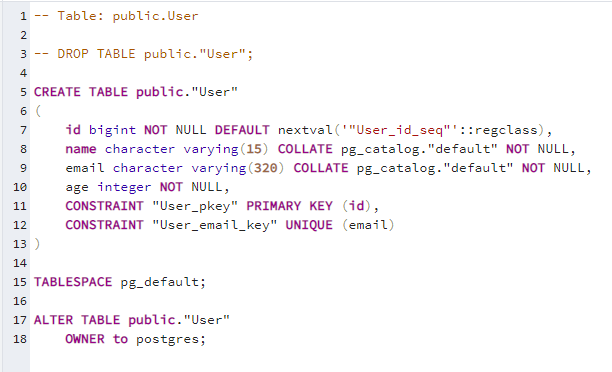 1 -- Table: public.User
2
3 -- DROP TABLE public."User";
4
5 CREATE TABLE public."User"
6 (
7     id bigint NOT NULL DEFAULT nextval('"User_id_seq"'::regclass),
8     name character varying(15) COLLATE pg_catalog."default" NOT NULL,
9     email character varying(320) COLLATE pg_catalog."default" NOT NULL,
10     age integer NOT NULL,
11     CONSTRAINT "User_pkey" PRIMARY KEY (id),
12     CONSTRAINT "User_email_key" UNIQUE (email)
13 )
14
15 TABLESPACE pg_default;
16
17 ALTER TABLE public."User"
18     OWNER to postgres;